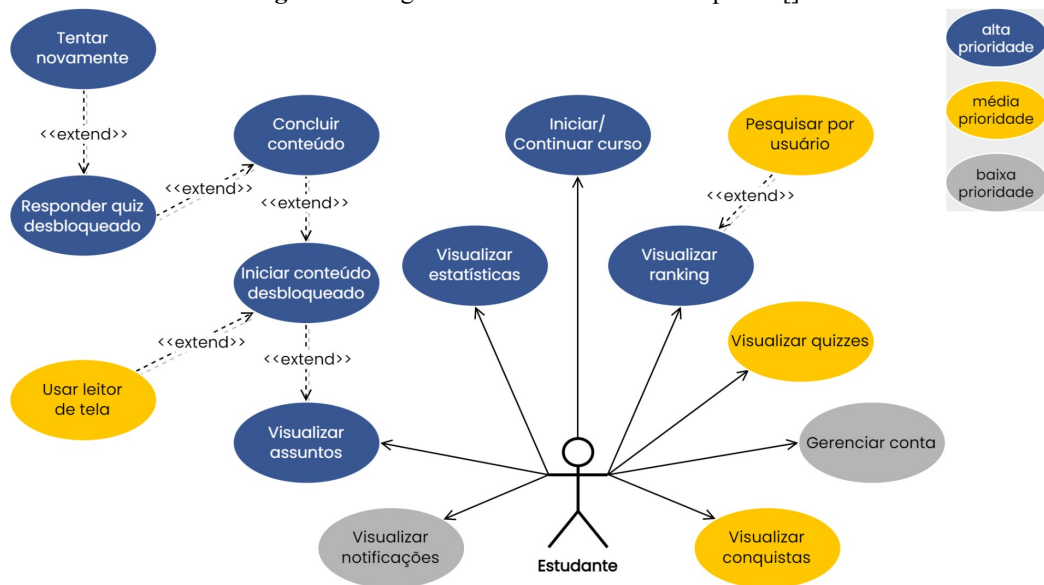 Tentar
novamente
alta
prioridade
<<extend>>
Concluir
conteúdo
Iniciar/
Continuar curso
Pesquisar por
usuário
média
prioridade
Responder quiz
desbloqueado
<<extend>>
<<extend>>
<<extend>>
baixa
prioridade
Iniciar conteúdo
desbloqueado
Visualizar
estatísticas
Visualizar
ranking
<<extend>>
<<extend>>
Visualizar quizzes
Usar leitor
de tela
Visualizar
assuntos
Gerenciar conta
Visualizar
notificações
Estudante
Visualizar
conquistas